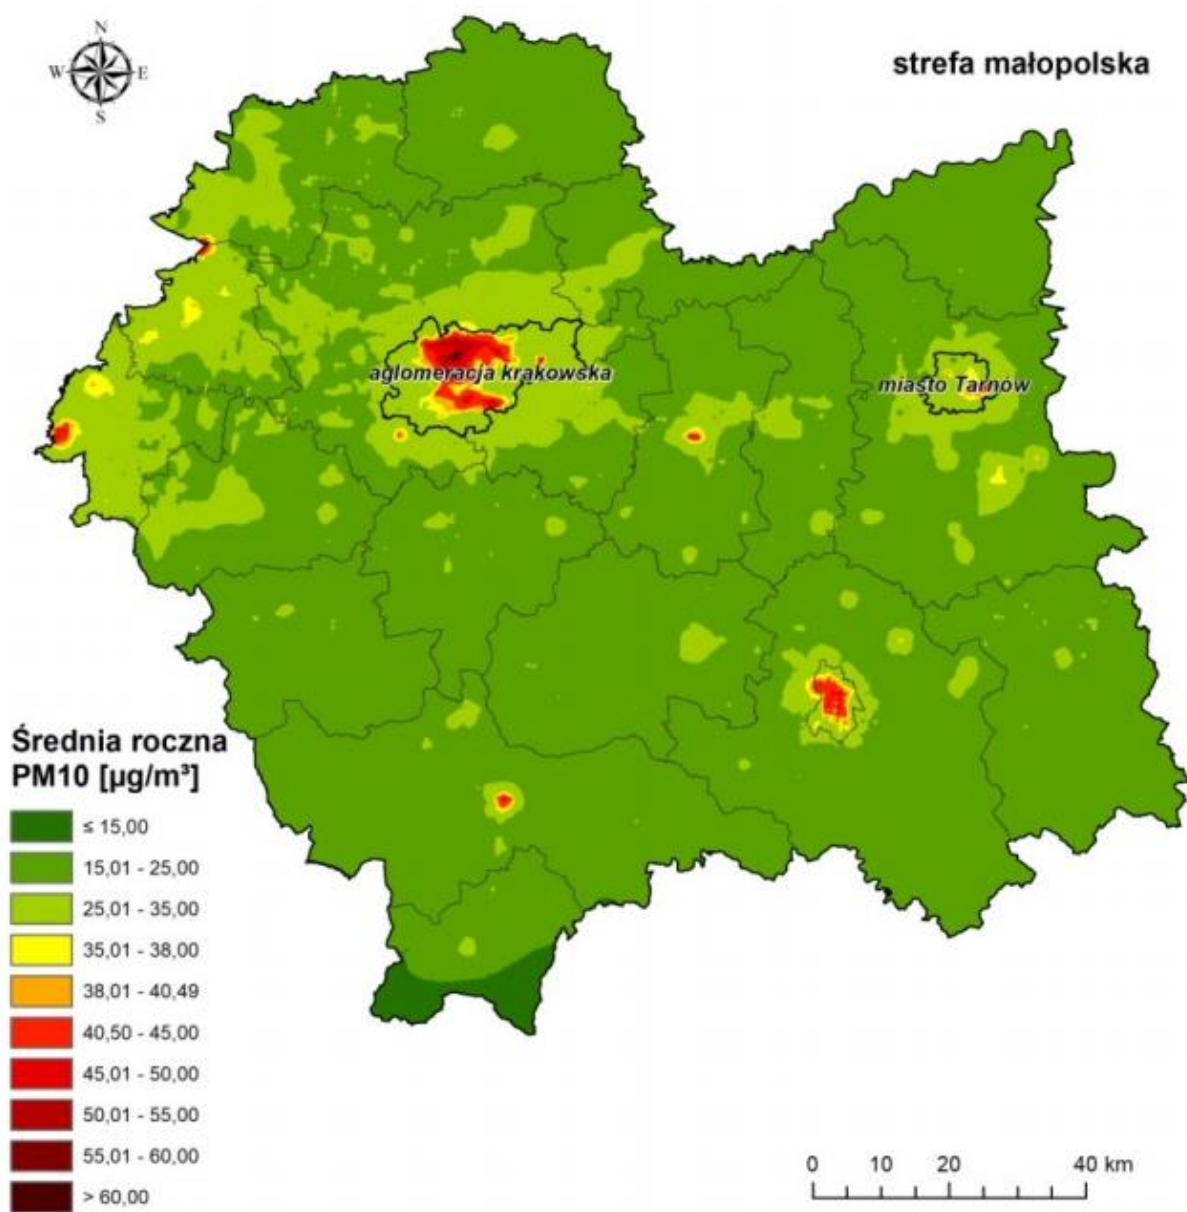 N
W E
S
strefa małopolska
aglomeracja krakowska
miasto Tarnów
Średnia roczna
PM10 [µg/m³]
≤ 15,00
15,01 - 25,00
25,01 - 35,00
35,01 - 38,00
38,01 - 40,49
40,50 - 45,00
45,01 - 50,00
50,01 - 55,00
55,01 - 60,00
> 60,00
0 10 20 40 km